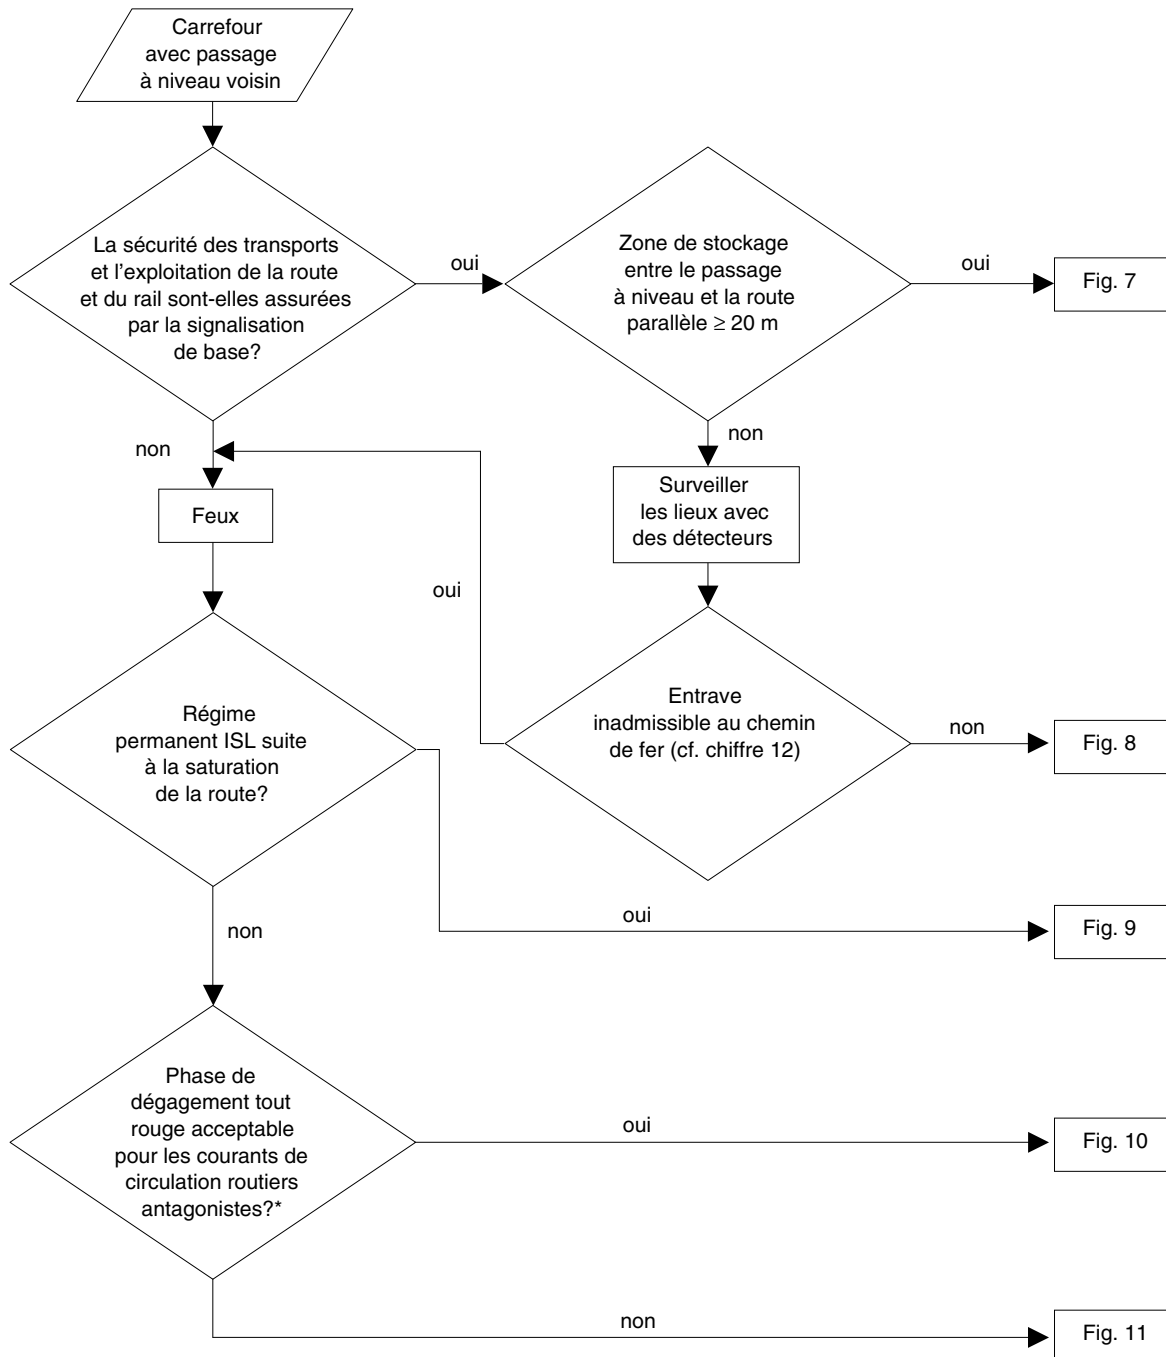 Carrefour
avec passage
à niveau voisin
La sécurité des transports
et l'exploitation de la route
et du rail sont-elles assurées
par la signalisation
de base?
oui
Zone de stockage
entre le passage
à niveau et la route
parallèle ≥ 20 m
oui
Fig. 7
non
non
Feux
Surveiller
les lieux avec
des détecteurs
oui
Régime
permanent ISL suite
à la saturation
de la route?
Entrave
inadmissible au chemin
de fer (cf. chiffre 12)
non
Fig. 8
non
oui
Fig. 9
Phase de
dégagement tout
rouge acceptable
pour les courants de
circulation routiers
antagonistes?*
oui
Fig. 10
non
Fig. 11